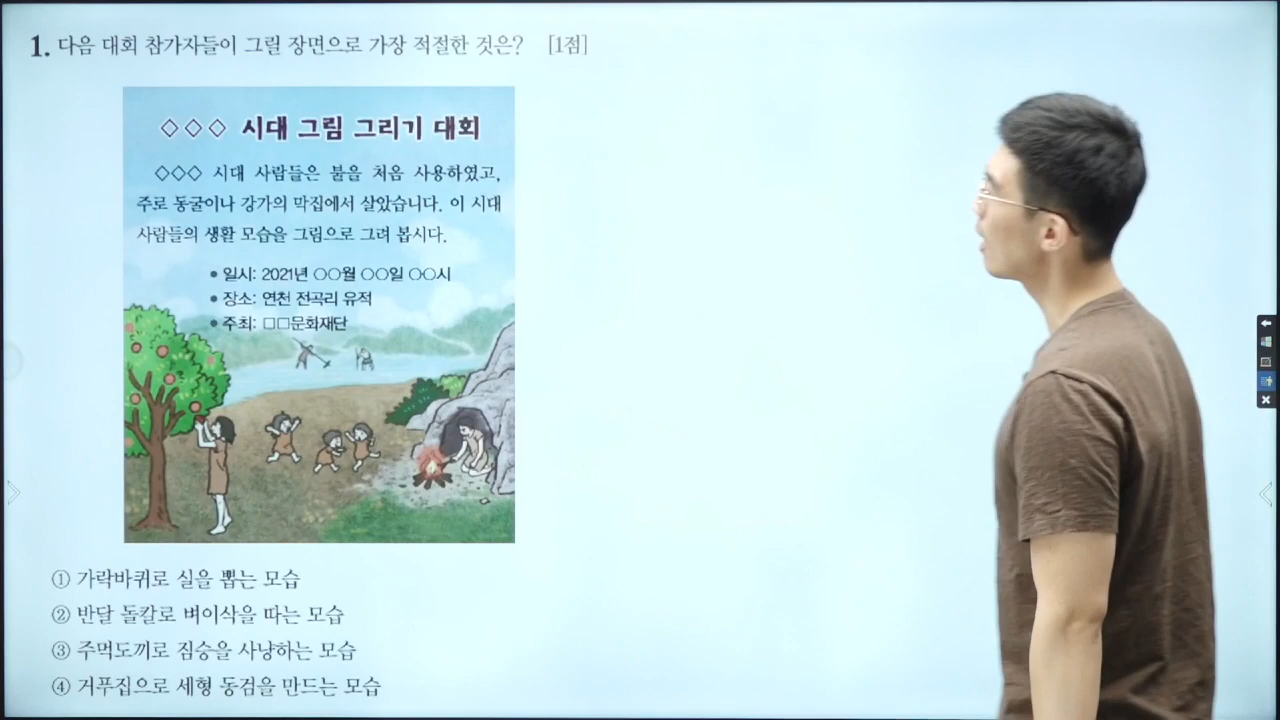 1. 다음 대회 참가자들이 그릴 장면으로 가장 적절한 것은? [1점]
◇◇◇ 시대 그림 그리기 대회
◇◇◇ 시대 사람들은 불을 처음 사용하였고,
주로 동굴이나 강가의 막집에서 살았습니다. 이 시대
사람들의 생활 모습을 그림으로 그려 봅시다.
• 일시: 2021년 ○○월 ○○일 ○○시
• 장소: 연천 전곡리 유적
• 주최: □□문화재단
① 가락바퀴로 실을 뽑는 모습
② 반달 돌칼로 벼이삭을 따는 모습
③ 주먹도끼로 짐승을 사냥하는 모습
④ 거푸집으로 세형 동검을 만드는 모습